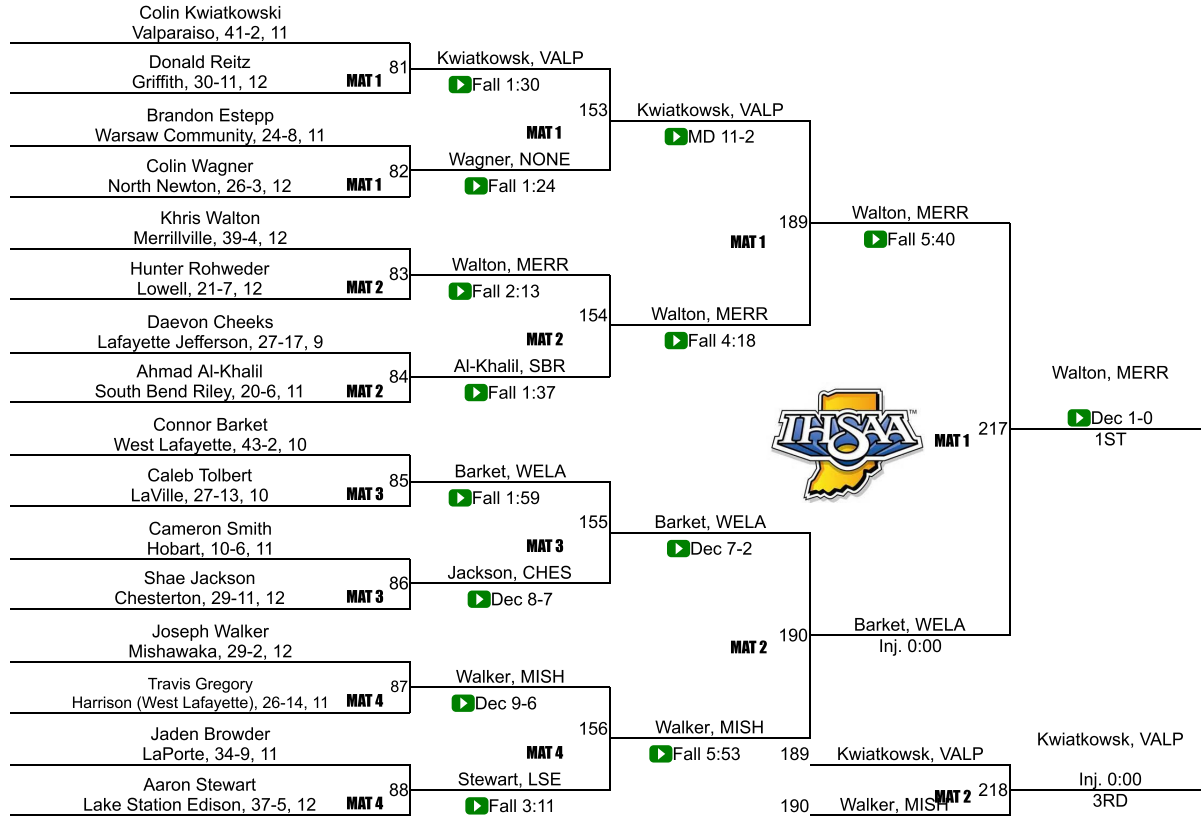 Colin Kwiatkowski
Valparaiso, 41-2, 11
Donald Reitz
Griffith, 30-11, 12
MAT 1
81
Kwiatkowsk, VALP
Fall 1:30
Brandon Estepp
Warsaw Community, 24-8, 11
Colin Wagner
North Newton, 26-3, 12
MAT 1
82
Wagner, NONE
Fall 1:24
MAT 1
153
Kwiatkowsk, VALP
MD 11-2
Khris Walton
Merrillville, 39-4, 12
Hunter Rohweder
Lowell, 21-7, 12
MAT 2
83
Walton, MERR
Fall 2:13
Daevon Cheeks
Lafayette Jefferson, 27-17, 9
Ahmad Al-Khalil
South Bend Riley, 20-6, 11
MAT 2
84
Al-Khalil, SBR
Fall 1:37
MAT 2
154
Walton, MERR
Fall 4:18
MAT 1
189
Walton, MERR
Fall 5:40
Connor Barket
West Lafayette, 43-2, 10
Caleb Tolbert
LaVille, 27-13, 10
MAT 3
85
Barket, WELA
Fall 1:59
Cameron Smith
Hobart, 10-6, 11
Shae Jackson
Chesterton, 29-11, 12
MAT 3
86
Jackson, CHES
Dec 8-7
MAT 3
155
Barket, WELA
Dec 7-2
Joseph Walker
Mishawaka, 29-2, 12
Travis Gregory
Harrison (West Lafayette), 26-14, 11
MAT 4
87
Walker, MISH
Dec 9-6
Jaden Browder
LaPorte, 34-9, 11
Aaron Stewart
Lake Station Edison, 37-5, 12
MAT 4
88
Stewart, LSE
Fall 3:11
MAT 4
156
Walker, MISH
Fall 5:53
MAT 2
190
Barket, WELA
Inj. 0:00
IHSAA
™
MAT 1
217
Walton, MERR
Dec 1-0
1ST
189
Kwiatkowsk, VALP
190
Walker, MISH
MAT 2
218
Kwiatkowsk, VALP
Inj. 0:00
3RD